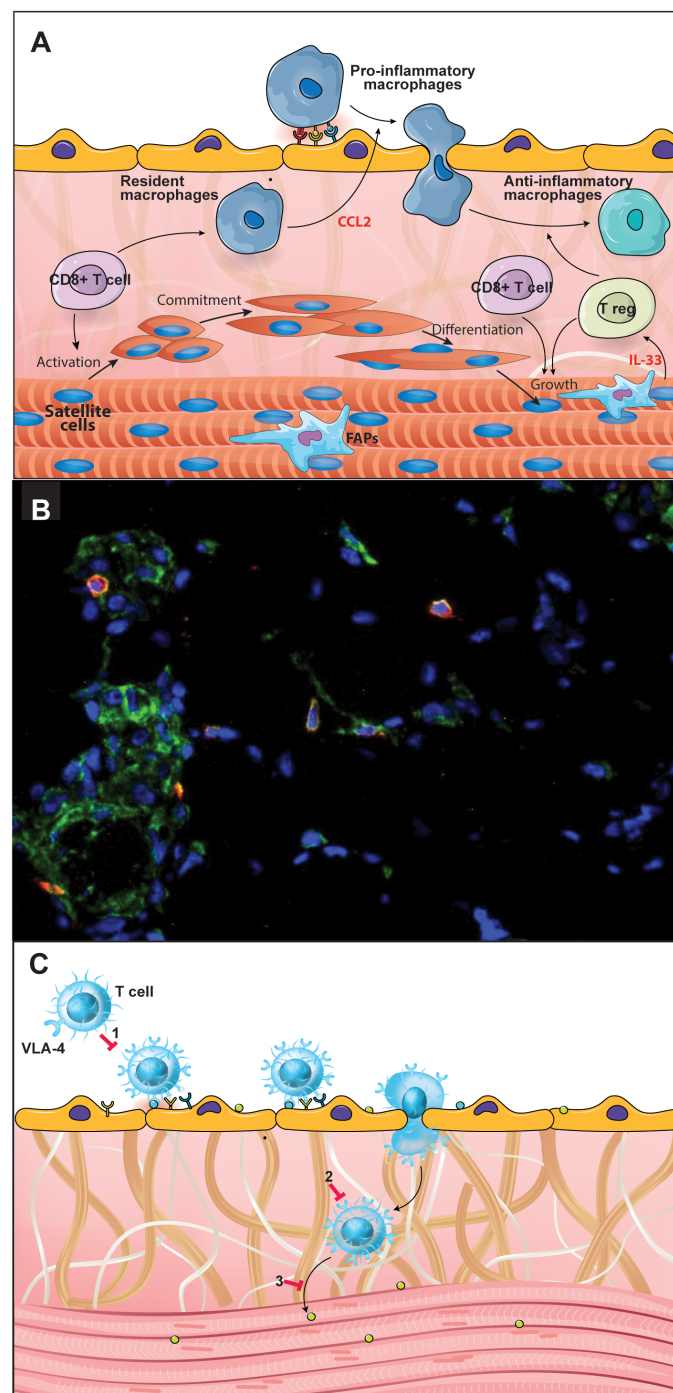 A
Pro-inflammatory
macrophages
Resident
macrophages
Anti-inflammatory
macrophages
CCL2
CD8+ T cell
CD8+ T cell
Commitment
T reg
Differentiation
Activation
IL-33
Growth
Satellite
cells
FAPs
B
C
T cell
1
VLA-4
2
3